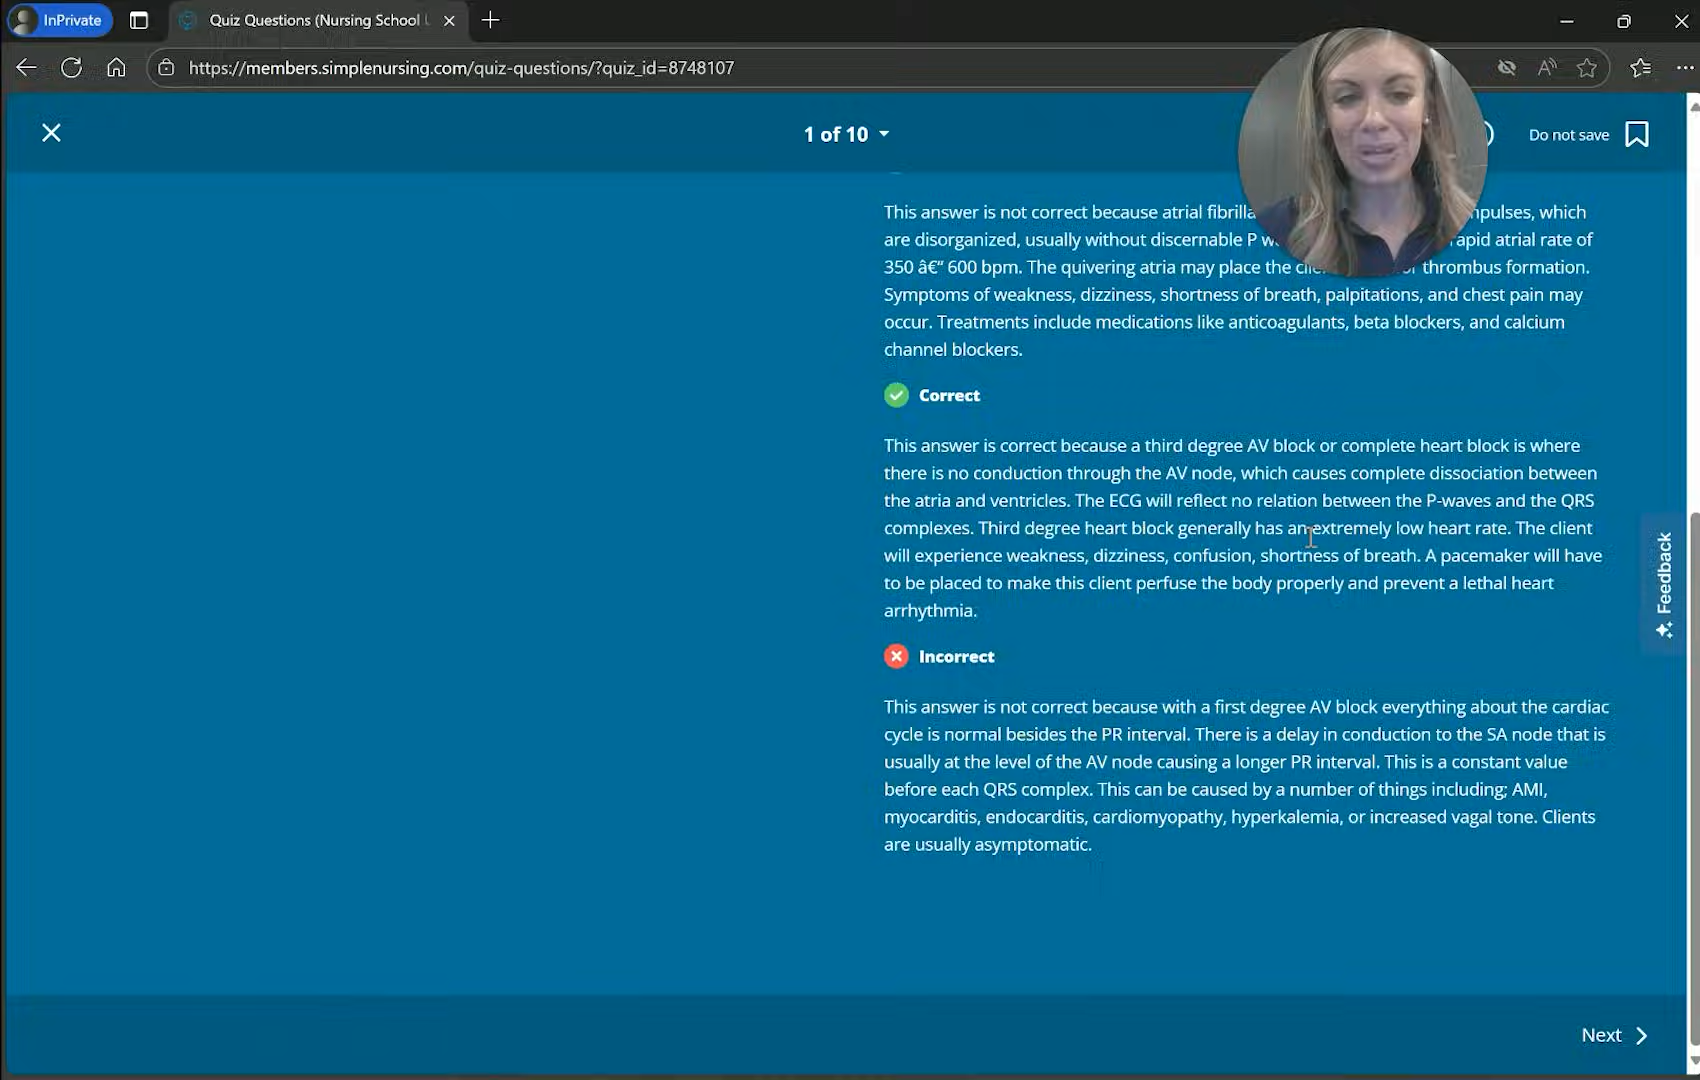 InPrivate
Quiz Questions (Nursing School
https://members.simplenursing.com/quiz-questions/?quiz_id=8748107
1 of 10
Do not save
This answer is not correct because atrial which
are disorganized, usually without discernable P rapid atrial rate of
350 â€“ 600 bpm. The quivering atria may place the thrombus formation.
Symptoms of weakness, dizziness, shortness of breath, palpitations, and chest pain may
occur. Treatments include medications like anticoagulants, beta blockers, and calcium
channel blockers.
Correct
This answer is correct because a third degree AV block or complete heart block is where
there is no conduction through the AV node, which causes complete dissociation between
the atria and ventricles. The ECG will reflect no relation between the P-waves and the QRS
complexes. Third degree heart block generally has an extremely low heart rate. The client
will experience weakness, dizziness, confusion, shortness of breath. A pacemaker will have
to be placed to make this client perfuse the body properly and prevent a lethal heart
arrhythmia.
Incorrect
This answer is not correct because with a first degree AV block everything about the cardiac
cycle is normal besides the PR interval. There is a delay in conduction to the SA node that is
usually at the level of the AV node causing a longer PR interval. This is a constant value
before each QRS complex. This can be caused by a number of things including; AMI,
myocarditis, endocarditis, cardiomyopathy, hyperkalemia, or increased vagal tone. Clients
are usually asymptomatic.
Feedback
Next